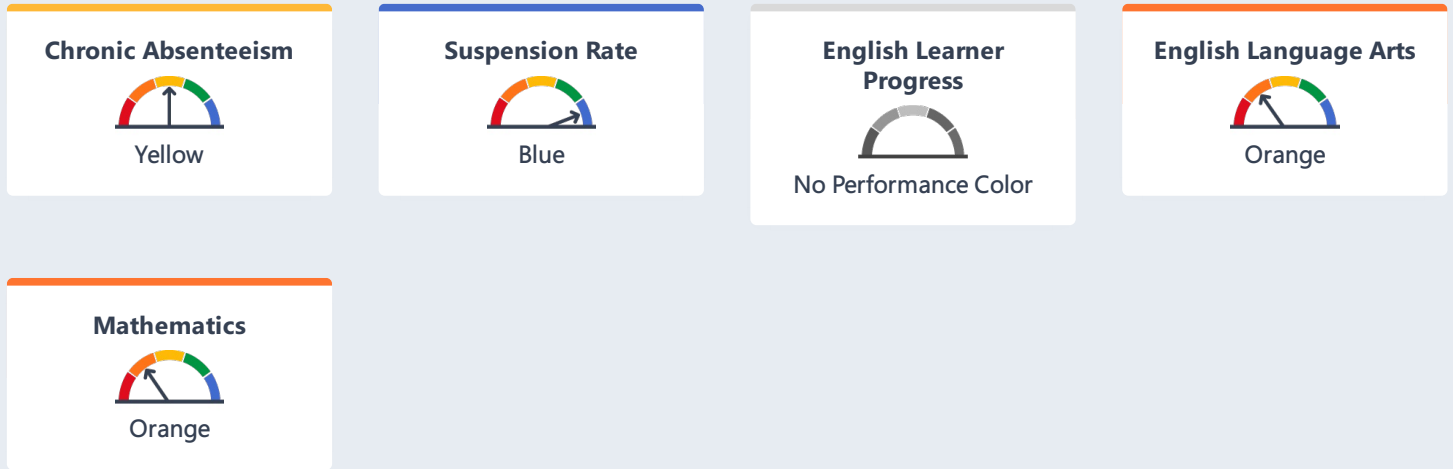 Chronic Absenteeism
Yellow
Suspension Rate
Blue
English Learner
Progress
No Performance Color
English Language Arts
Orange
Mathematics
Orange